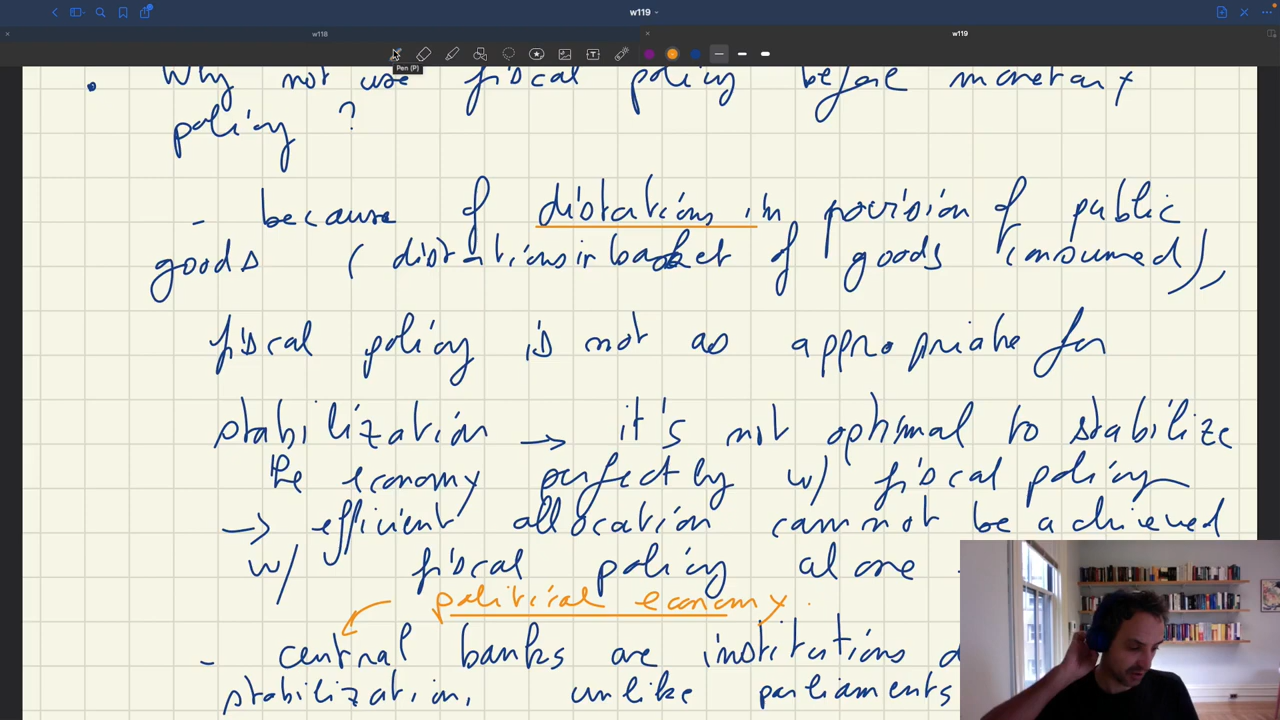 w119
w118
w119
Pen (P)
Why not use fiscal policy before monetary
policy ?
- because of distortions in provision of public
goods ( distortions in basket of goods consumed),
fiscal policy is not as appropriate for
stabilization → it's not optimal to stabilize
the economy perfectly w/ fiscal policy
→ efficient allocation cannot be achieved
w/ fiscal policy alone
political economy.
- central banks are institutions
stabilization, unlike parliaments